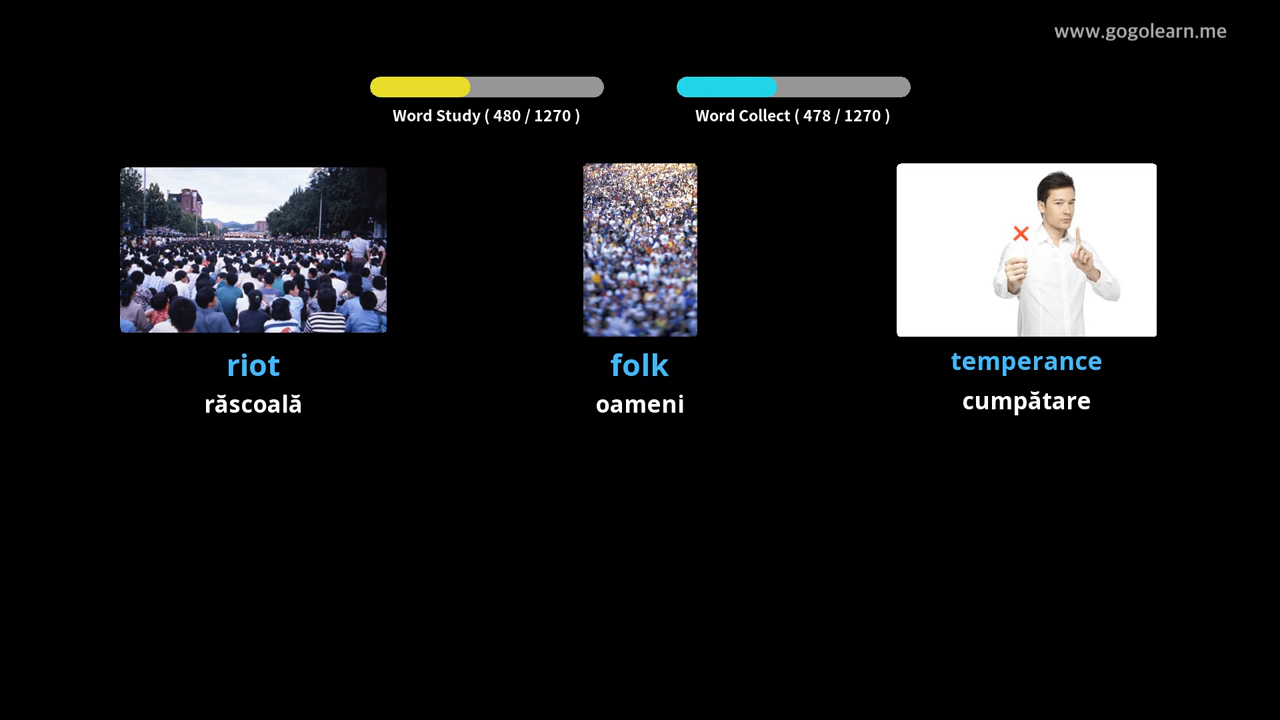 www.gogolearn.me
Word Study ( 480 / 1270 )
Word Collect ( 478 / 1270 )
riot
răscoală
folk
oameni
temperance
cumpătare